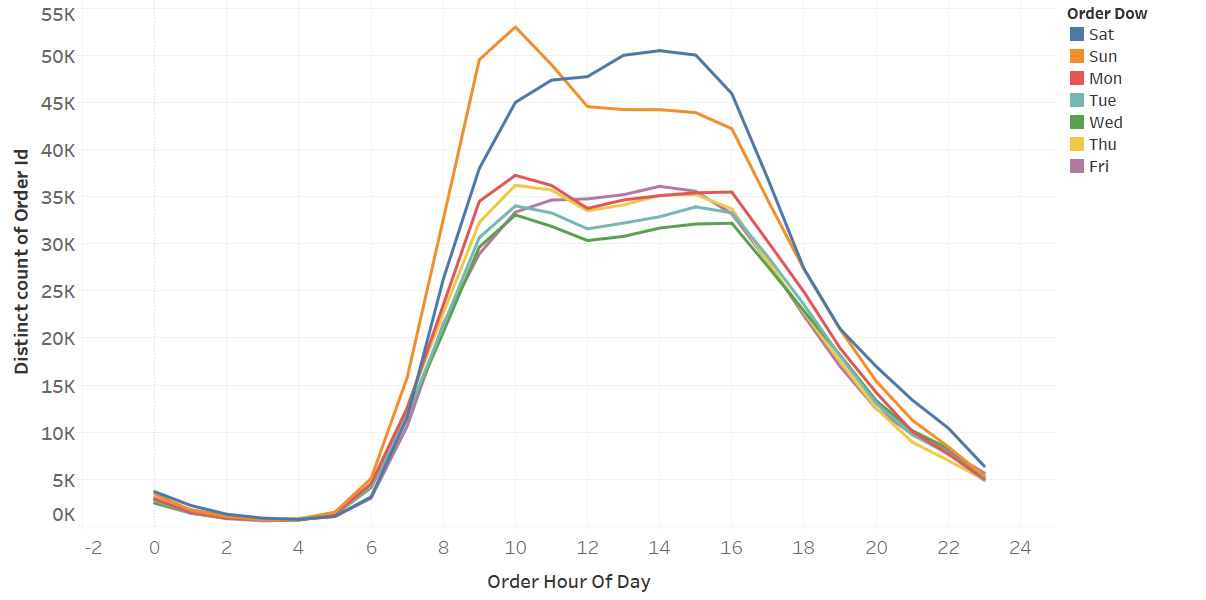 55K
50K
45K
40K
35K
30K
25K
20K
15K
10K
5K
0K
Distinct count of Order Id
-2 0 2 4 6 8 10 12 14 16 18 20 22 24
Order Hour Of Day
Order Dow
Sat
Sun
Mon
Tue
Wed
Thu
Fri